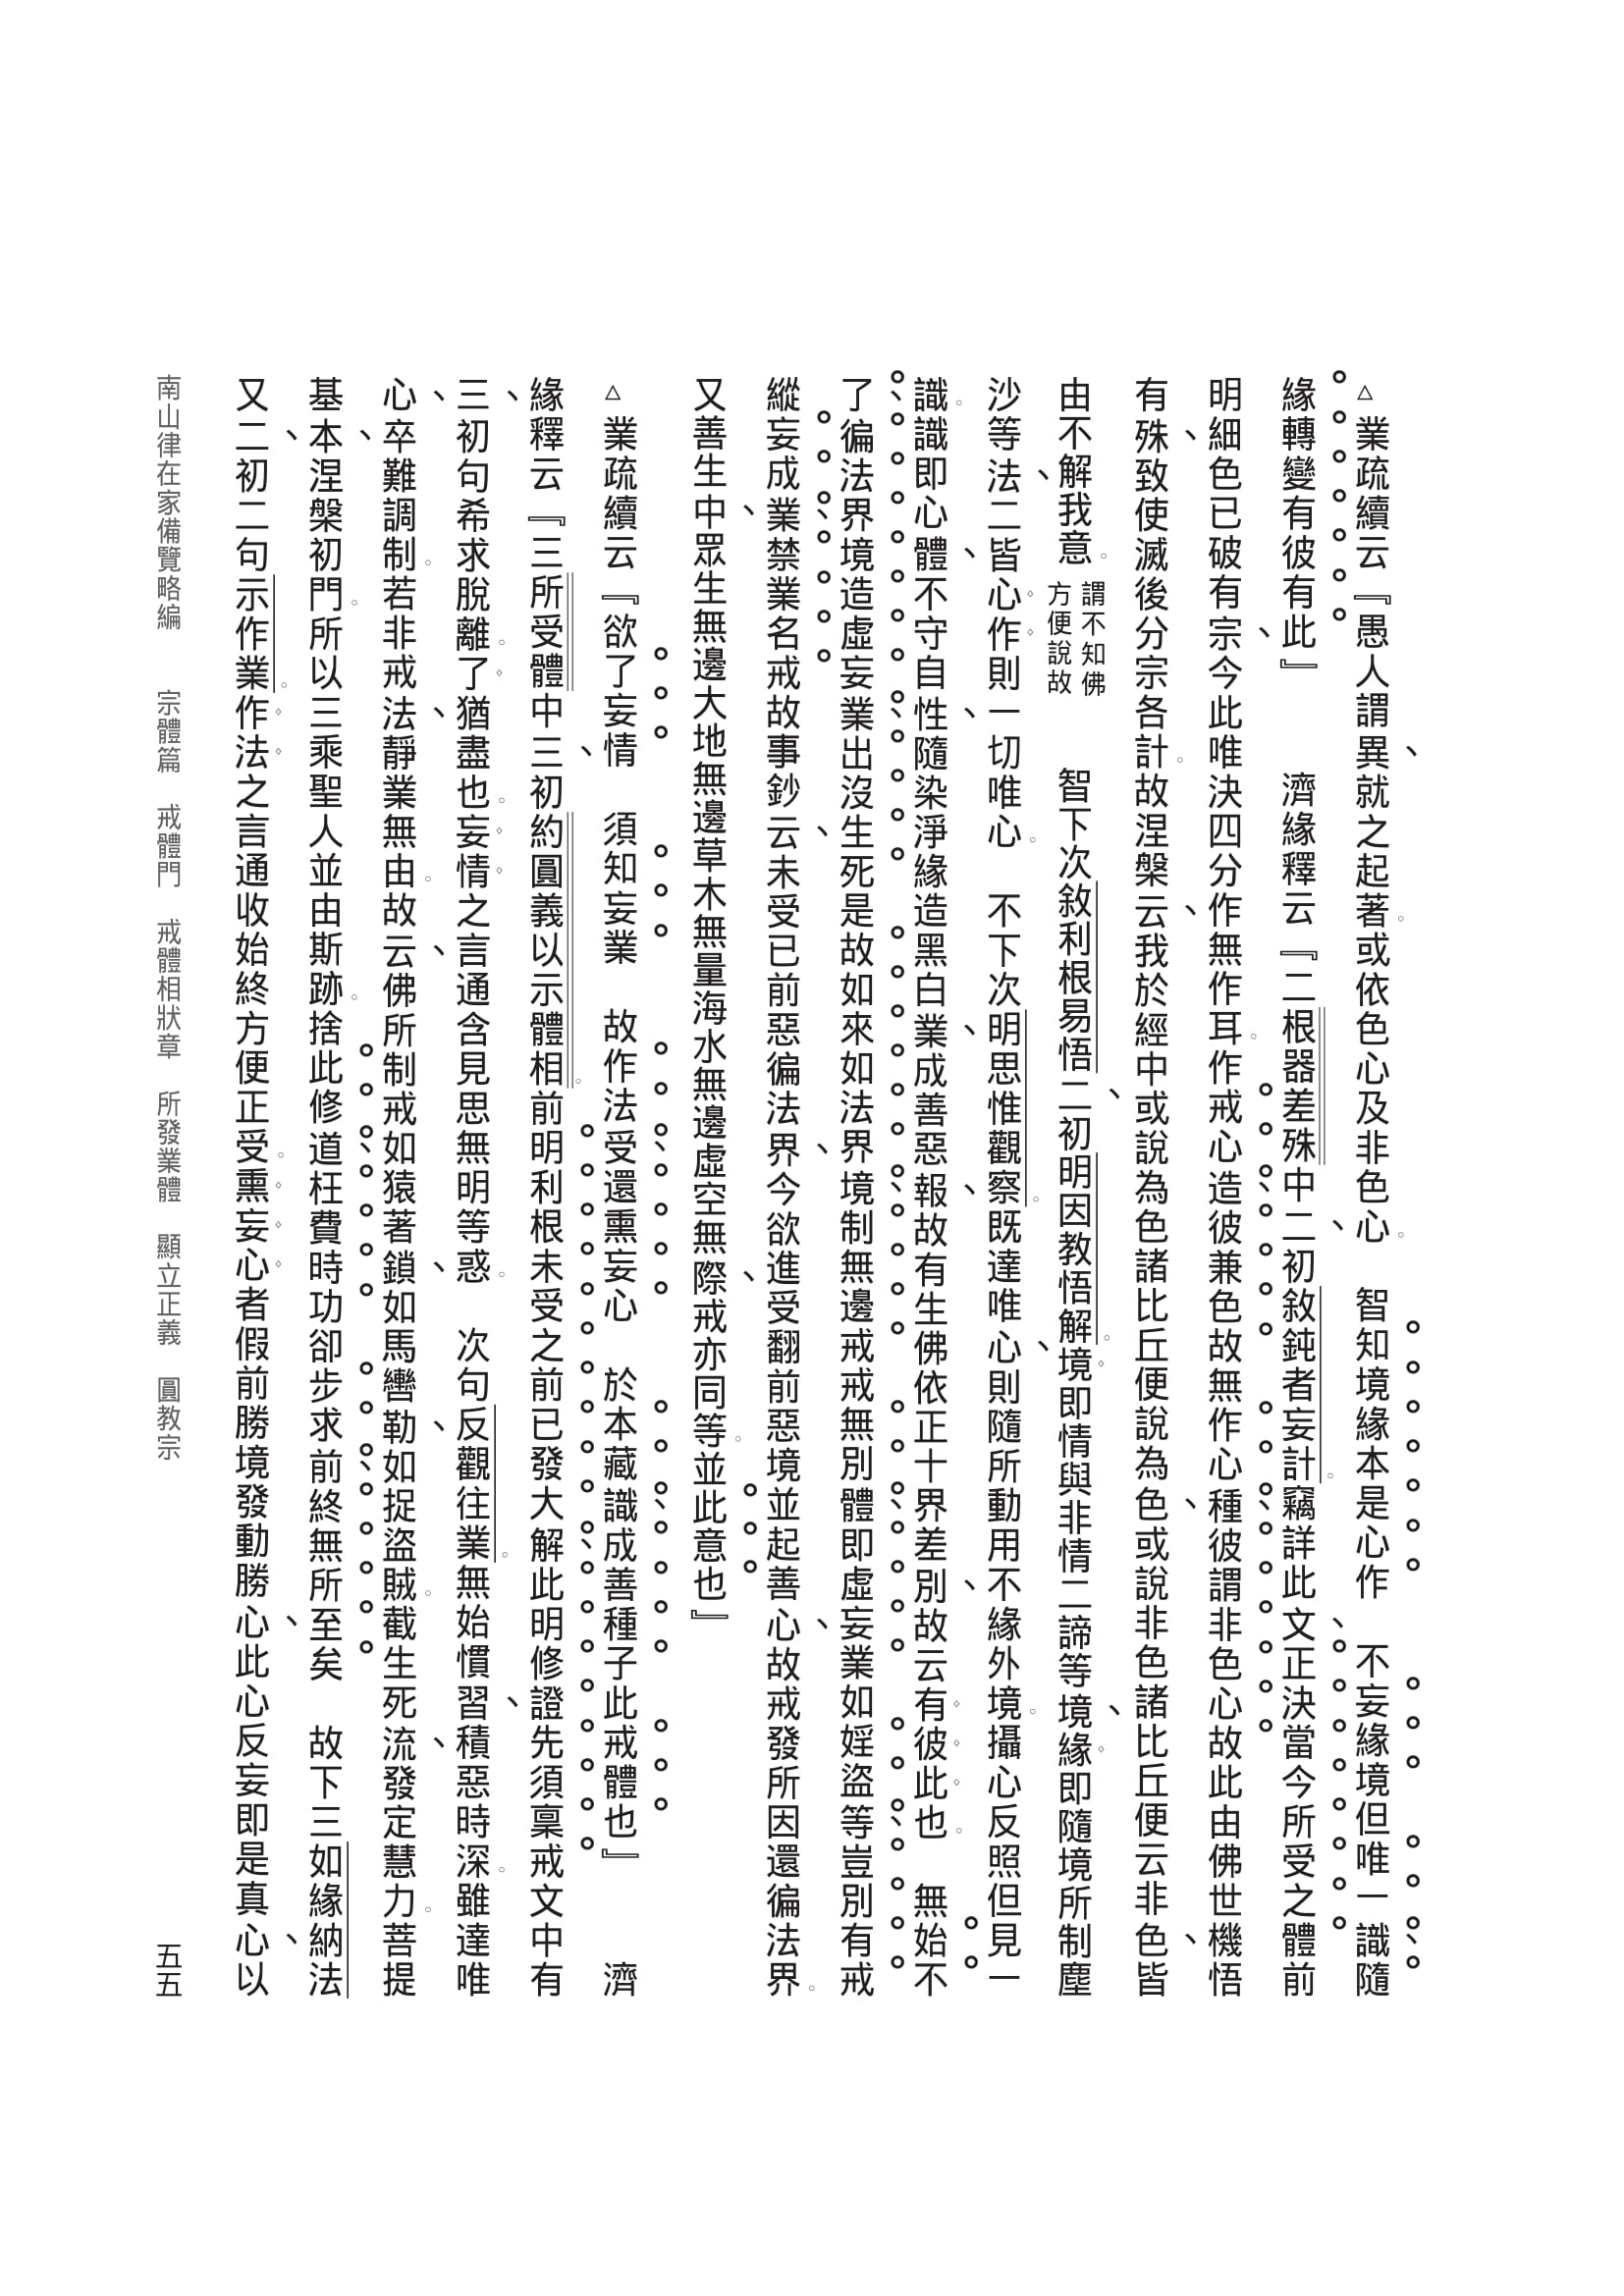 △業疏續云『愚人謂異就之起著或依色心及非色心　智知境緣本是心作　不妄緣境但唯一識隨
緣轉變有彼有此』　　濟緣釋云『二根器差殊中二初敘鈍者妄計竊詳此文正決當今所受之體前
明細色已破有宗今此唯決四分作無作耳作戒心造彼兼色故無作心種彼謂非色心故此由佛世機悟
有殊致使滅後分宗各計故涅槃云我於經中或說為色諸比丘便說為色或說非色諸比丘便云非色皆
由不解我意謂不知佛方便說故　　智下次敘利根易悟二初明因教悟解境即情與非情二諦等境緣即隨境所制塵
沙等法二皆心作則一切唯心　不下次明思惟觀察既達唯心則隨所動用不緣外境攝心反照但見一
識識即心體不守自性隨染淨緣造黑白業成善惡報故有生佛依正十界差別故云有彼此也　無始不
了徧法界境造虛妄業出沒生死是故如來如法界境制無邊戒戒無別體即虛妄業如婬盜等豈別有戒
縱妄成業禁業名戒故事鈔云未受已前惡徧法界今欲進受翻前惡境並起善心故戒發所因還徧法界
又善生中眾生無邊大地無邊草木無量海水無邊虛空無際戒亦同等並此意也』
△業疏續云『欲了妄情　須知妄業　故作法受還熏妄心　於本藏識成善種子此戒體也』　　濟
緣釋云『三所受體中三初約圓義以示體相前明利根未受之前已發大解此明修證先須稟戒文中有
三初句希求脫離了猶盡也妄情之言通含見思無明等惑　次句反觀往業無始慣習積惡時深雖達唯
心卒難調制若非戒法靜業無由故云佛所制戒如猿著鎖如馬轡勒如捉盜賊截生死流發定慧力菩提
基本涅槃初門所以三乘聖人並由斯跡捨此修道枉費時功卻步求前終無所至矣　故下三如緣納法
又二初二句示作業作法之言通收始終方便正受熏妄心者假前勝境發動勝心此心反妄即是真心以
南山律在家備覽略編　　宗體篇　戒體門　戒體相狀章　所發業體　顯立正義　圓教宗
五五